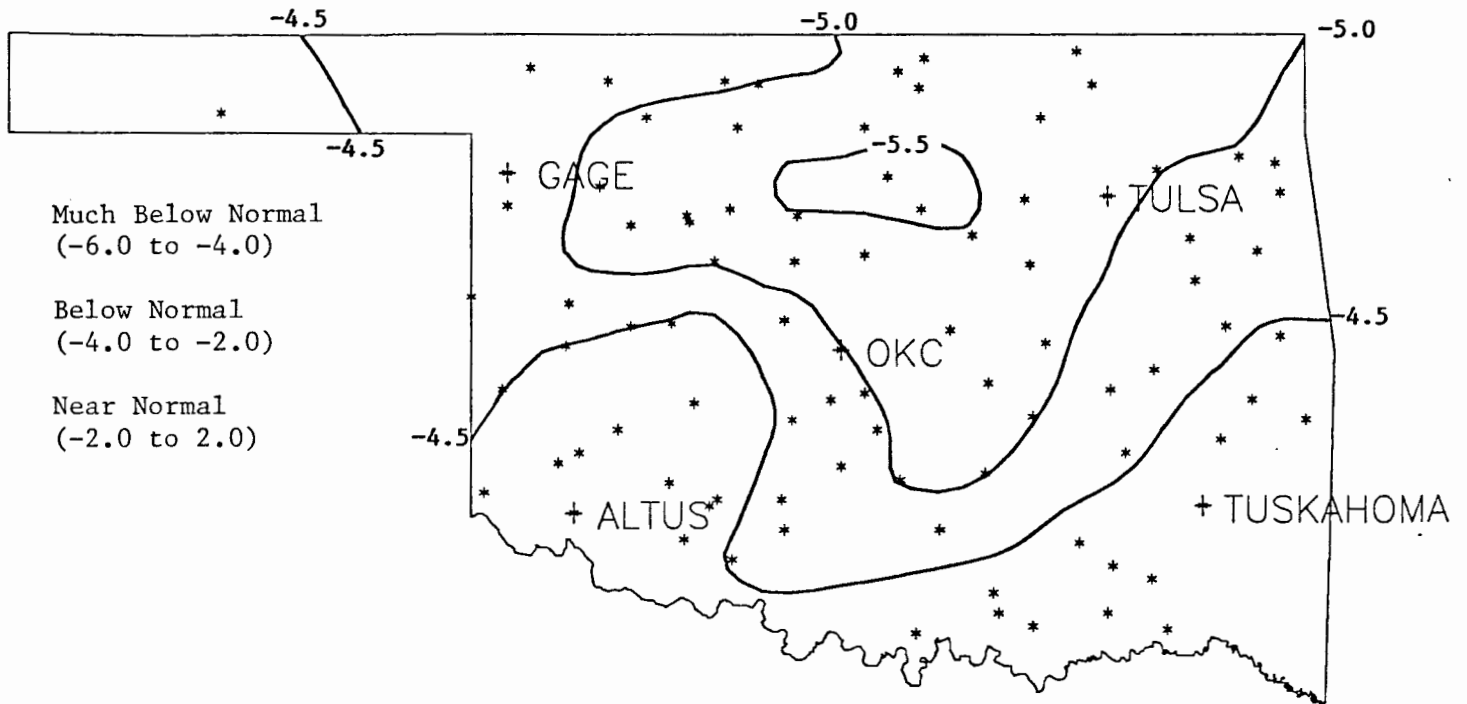 -4.5
-5.0
-5.0
-4.5
-5.5
GAGE
TULSA
Much Below Normal
(-6.0 to -4.0)
Below Normal
(-4.0 to -2.0)
-4.5
OKC
Near Normal
(-2.0 to 2.0)
-4.5
ALTUS
TUSKAHOMA